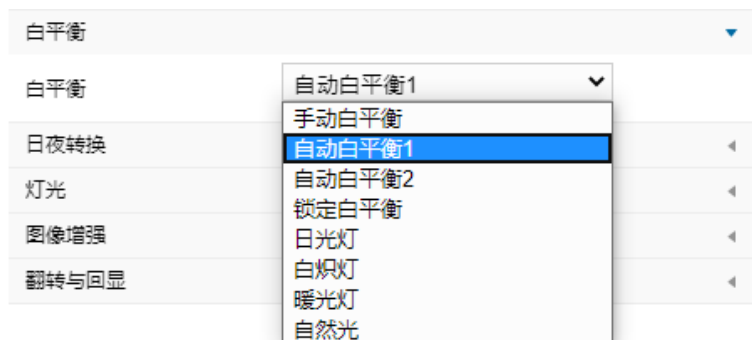 白平衡
白平衡 自动白平衡1
手动白平衡
日夜转换 自动白平衡1
灯光 自动白平衡2
锁定白平衡
图像增强 日光灯
白炽灯
翻转与回显 暖光灯
自然光